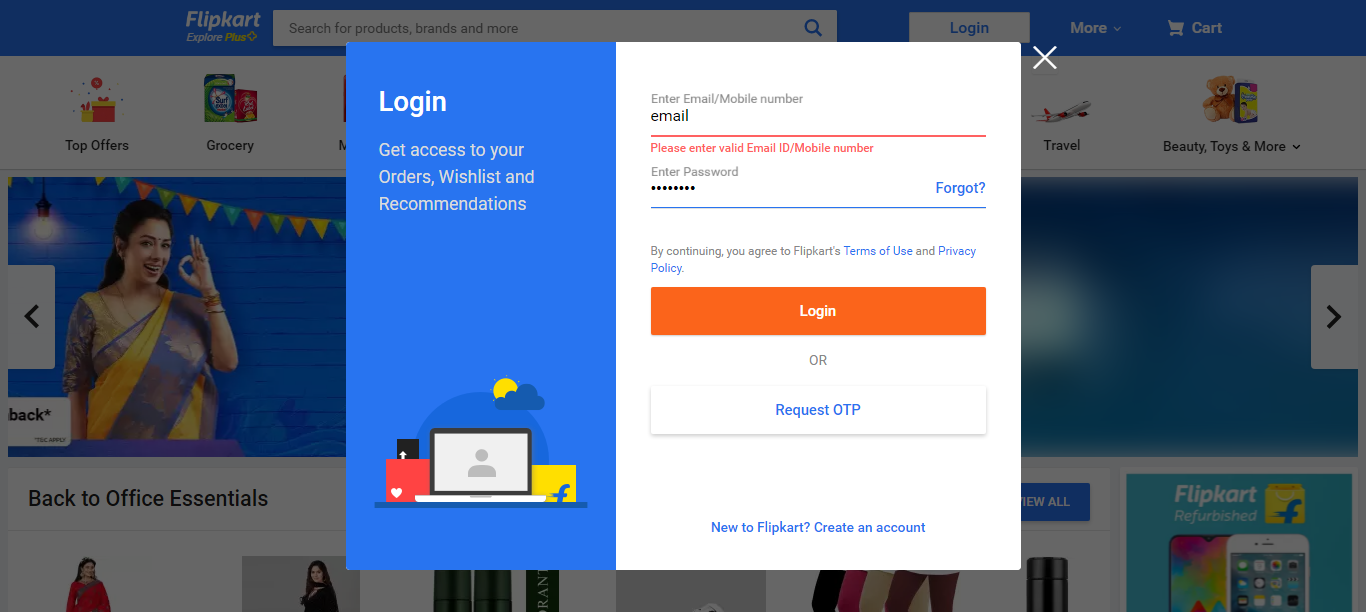 Flipkart
Explore Plus
Search for products, brands and more
Login
More
Cart
Top Offers
Grocery
M
Travel
Beauty, Toys & More
Login
Get access to your
Orders, Wishlist and
Recommendations
Enter Email/Mobile number
email
Please enter valid Email ID/Mobile number
Enter Password
••••••••
Forgot?
By continuing, you agree to Flipkart's Terms of Use and Privacy
Policy.
Login
OR
Request OTP
New to Flipkart? Create an account
back*
*T&C APPLY
Back to Office Essentials
VIEW ALL
Flipkart
Refurbished
RANT